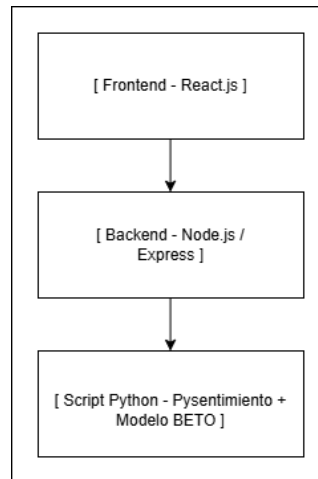 [ Frontend - React.js ]
[ Backend - Node.js /
Express ]
[ Script Python - Pysentimiento +
Modelo BETO ]